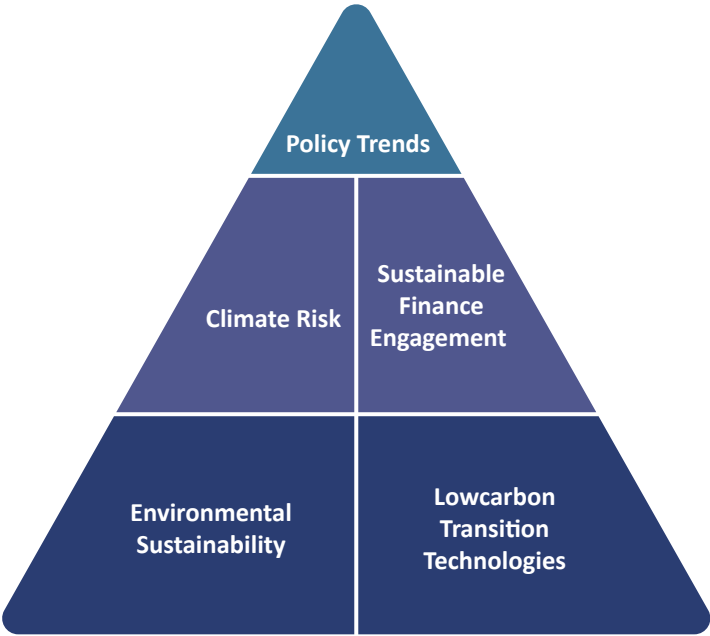 Policy Trends
Climate Risk
Sustainable
Finance
Engagement
Environmental
Sustainability
Lowcarbon
Transition
Technologies